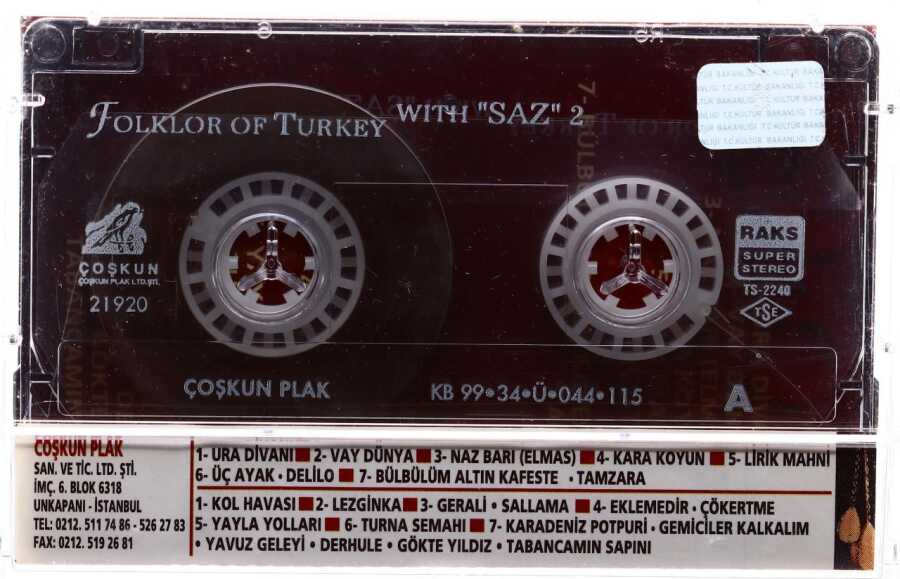 FOLKLOR OF TURKEY WITH "SAZ" 2
T.C.KÜLTÜR BAKANLIĞI
ÇOŞKUN
ÇOŞKUN PLAK LTD.ŞTİ.
21920
RAKS
SUPER
STEREO
TS-2240
TSE
ÇOŞKUN PLAK
KB 99•34•Ü•044•115
A
COŞKUN PLAK
SAN. VE TİC. LTD. ŞTİ.
İMÇ. 6. BLOK 6318
UNKAPANI - İSTANBUL
TEL: 0212. 511 74 86 - 526 27 83
FAX: 0212. 519 26 81
1- URA DİVANI ■ 2- VAY DÜNYA ■ 3- NAZ BARI (ELMAS) ■ 4- KARA KOYUN ■ 5- LİRİK MAHNI
6- ÜÇ AYAK • DELİLO ■ 7- BÜLBÜLÜM ALTIN KAFESTE • TAMZARA
1- KOL HAVASI ■ 2- LEZGİNKA ■ 3- GERALİ • SALLAMA ■ 4- EKLEMEDİR • ÇÖKERTME
5- YAYLA YOLLARI ■ 6- TURNA SEMAHI ■ 7- KARADENİZ POTPURİ • GEMİCİLER KALKALIM
• YAVUZ GELEYİ • DERHULE • GÖKTE YILDIZ • TABANCAMIN SAPINI